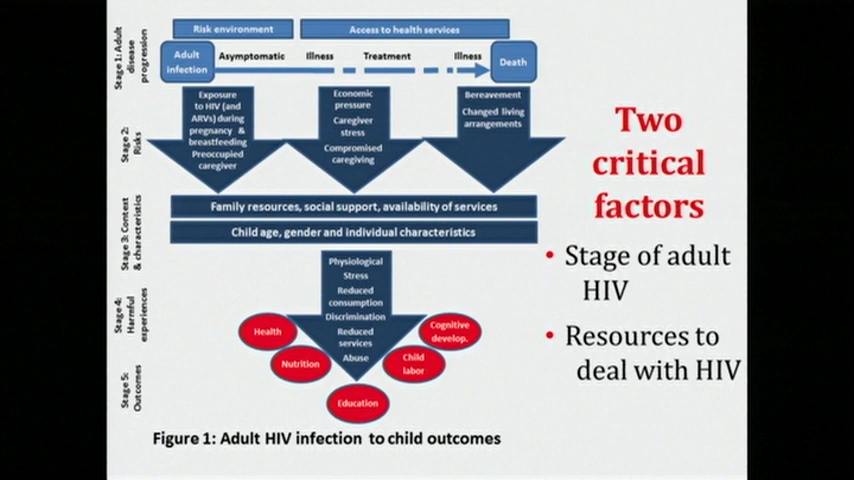 Risk environment
Access to health services
Stage 1: Adult
disease
progression
Adult
infection
Asymptomatic
Illness
Treatment
Illness
Death
Stage 2:
Risks
Exposure
to HIV (and
ARVs) during
pregnancy &
breastfeeding
Preoccupied
caregiver
Economic
pressure
Caregiver
stress
Compromised
caregiving
Bereavement
Changed living
arrangements
Stage 3: Context
& characteristics
Family resources, social support, availability of services
Child age, gender and individual characteristics
Stage 4:
Harmful
experiences
Physiological
Stress
Reduced
consumption
Discrimination
Reduced
services
Abuse
Stage 5:
Outcomes
Health
Nutrition
Education
Child
labor
Cognitive
develop.
Figure 1: Adult HIV infection to child outcomes
Two
critical
factors
• Stage of adult
HIV
• Resources to
deal with HIV